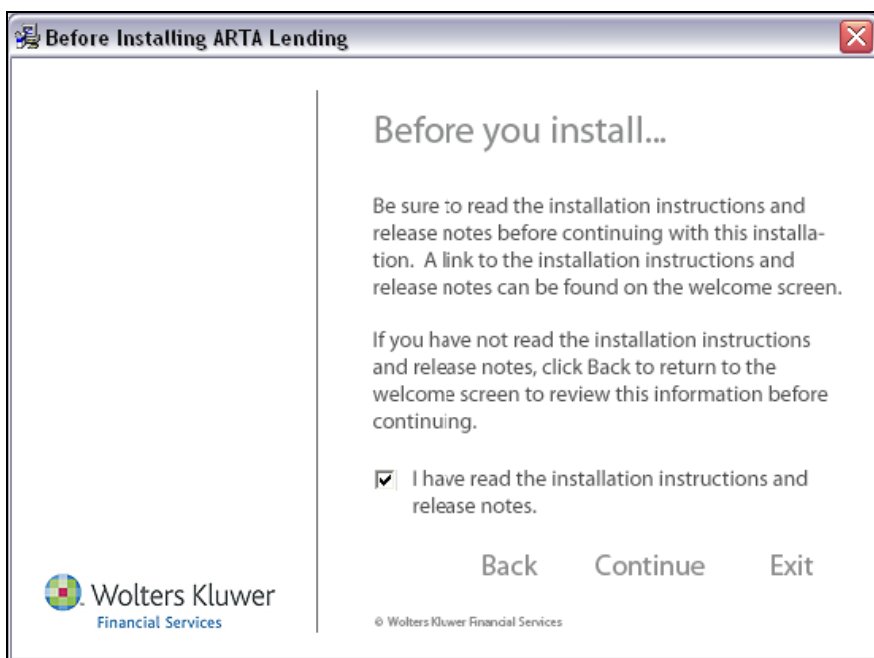 Before Installing ARTA Lending
Before you install...
Be sure to read the installation instructions and
release notes before continuing with this installa-
tion. A link to the installation instructions and
release notes can be found on the welcome screen.
If you have not read the installation instructions
and release notes, click Back to return to the
welcome screen to review this information before
continuing.
I have read the installation instructions and
release notes.
Back Continue Exit
Wolters Kluwer
Financial Services
© Wolters Kluwer Financial Services